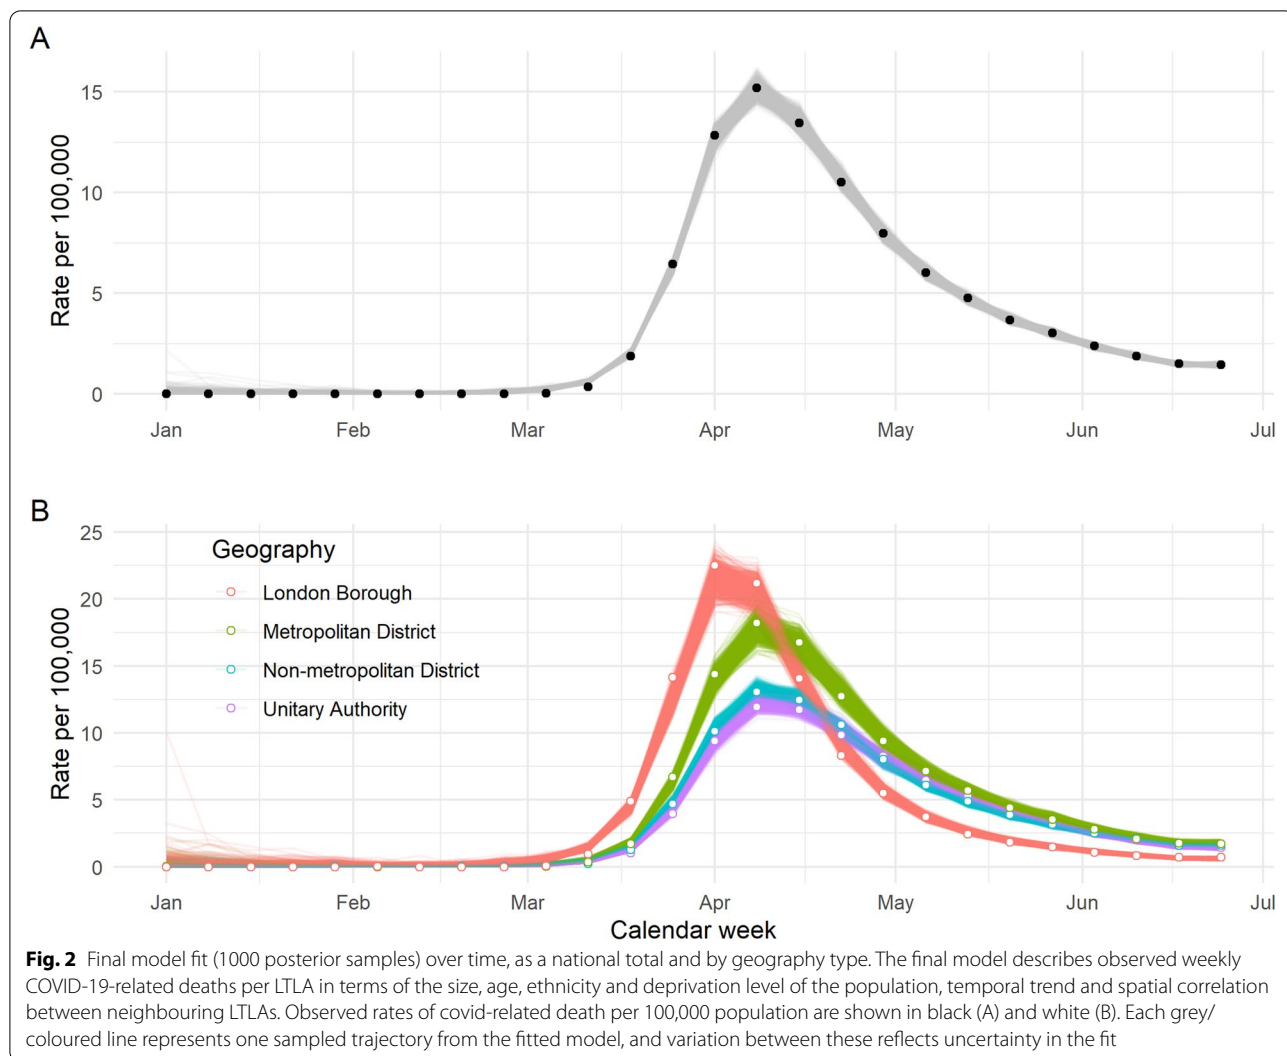 A
15
10
5
0
Rate per 100,000
Jan Feb Mar Apr May Jun Jul
B
25
20
15
10
5
0
Rate per 100,000
Geography
London Borough
Metropolitan District
Non-metropolitan District
Unitary Authority
Jan Feb Mar Apr May Jun Jul
Calendar week
Fig. 2 Final model fit (1000 posterior samples) over time, as a national total and by geography type. The final model describes observed weekly
COVID-19-related deaths per LTLA in terms of the size, age, ethnicity and deprivation level of the population, temporal trend and spatial correlation
between neighbouring LTLAs. Observed rates of covid-related death per 100,000 population are shown in black (A) and white (B). Each grey/
coloured line represents one sampled trajectory from the fitted model, and variation between these reflects uncertainty in the fit